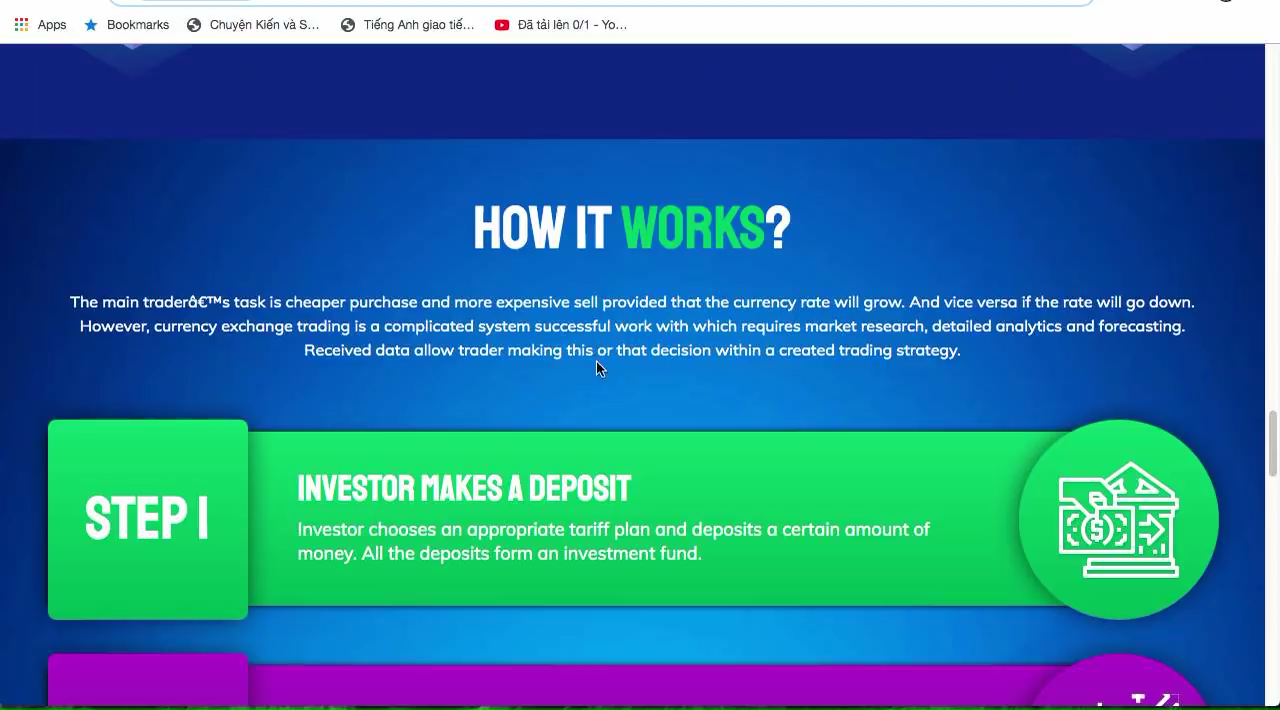 Apps Bookmarks Chuyện Kiến và S... Tiếng Anh giao tiế... Đã tải lên 0/1 - Yo...
HOW IT WORKS?
The main traderâ€™s task is cheaper purchase and more expensive sell provided that the currency rate will grow. And vice versa if the rate will go down.
However, currency exchange trading is a complicated system successful work with which requires market research, detailed analytics and forecasting.
Received data allow trader making this or that decision within a created trading strategy.
STEP 1
INVESTOR MAKES A DEPOSIT
Investor chooses an appropriate tariff plan and deposits a certain amount of
money. All the deposits form an investment fund.